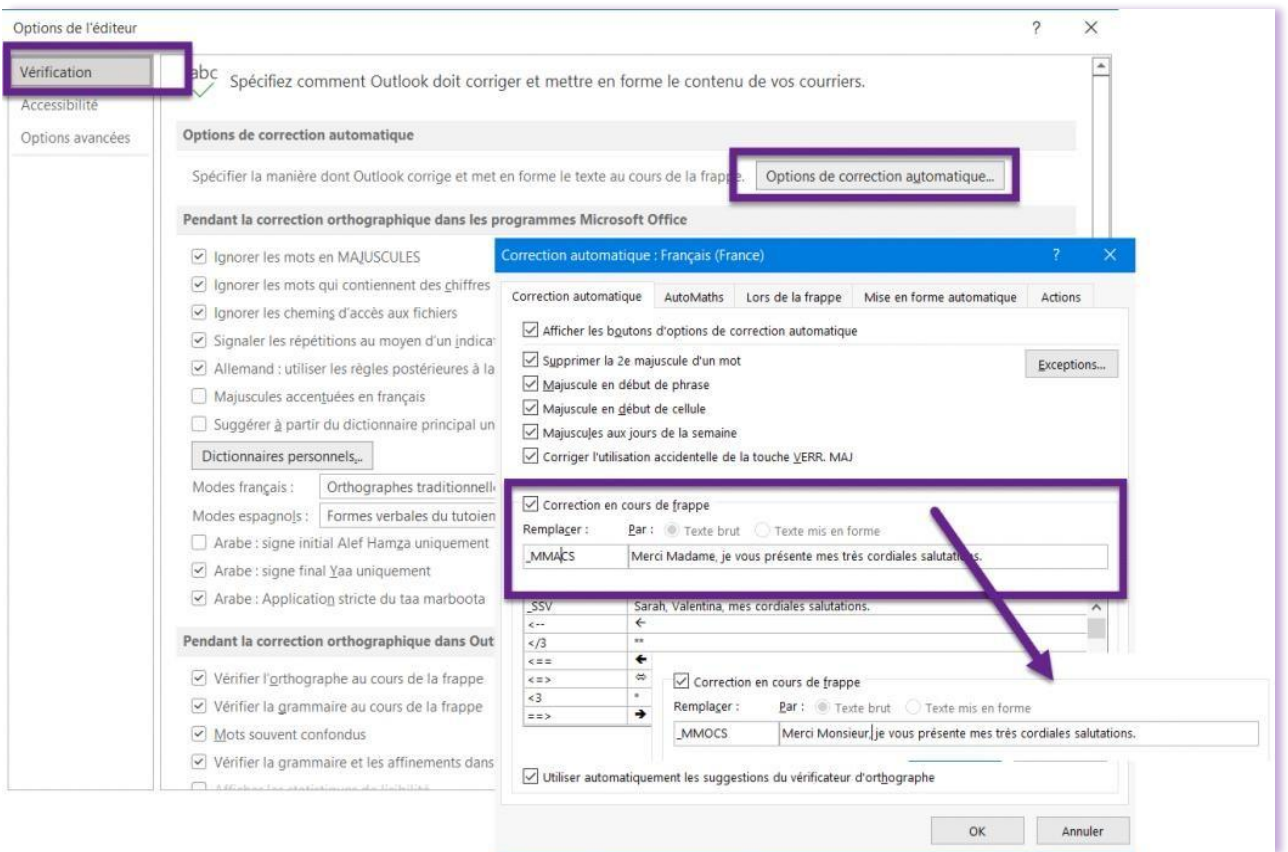 Options de l'éditeur
? ×
Vérification
Accessibilité
Options avancées
abc
Spécifiez comment Outlook doit corriger et mettre en forme le contenu de vos courriers.
Options de correction automatique
Spécifier la manière dont Outlook corrige et met en forme le texte au cours de la frappe.
Options de correction automatique...
Pendant la correction orthographique dans les programmes Microsoft Office
Ignorer les mots en MAJUSCULES
Ignorer les mots qui contiennent des chiffres
Ignorer les chemins d'accès aux fichiers
Signaler les répétitions au moyen d'un indica
Allemand : utiliser les règles postérieures à la
Majuscules accentuées en français
Suggérer à partir du dictionnaire principal un
Dictionnaires personnels...
Modes français : Orthographes traditionnell
Modes espagnols : Formes verbales du tutoien
Arabe : signe initial Alef Hamza uniquement
Arabe : signe final Yaa uniquement
Arabe : Application stricte du taa marboota
Pendant la correction orthographique dans Out
Vérifier l'orthographe au cours de la frappe
Vérifier la grammaire au cours de la frappe
Mots souvent confondus
Vérifier la grammaire et les affinements dans
Correction automatique : Français (France)
? ×
Correction automatique AutoMaths Lors de la frappe Mise en forme automatique Actions
Afficher les boutons d'options de correction automatique
Supprimer la 2e majuscule d'un mot
Exceptions...
Majuscule en début de phrase
Majuscule en début de cellule
Majuscules aux jours de la semaine
Corriger l'utilisation accidentelle de la touche VERR. MAJ
Correction en cours de frappe
Remplacer : Par : Texte brut Texte mis en forme
_MMACS Merci Madame, je vous présente mes très cordiales salutations.
_SSV Sarah, Valentina, mes cordiales salutations.
<-- ←
</3 **
<== 🡸
<=> ⇔
<3 *
==> 🡺
Correction en cours de frappe
Remplacer : Par : Texte brut Texte mis en forme
_MMOCS Merci Monsieur, je vous présente mes très cordiales salutations.
Utiliser automatiquement les suggestions du vérificateur d'orthographe
OK Annuler